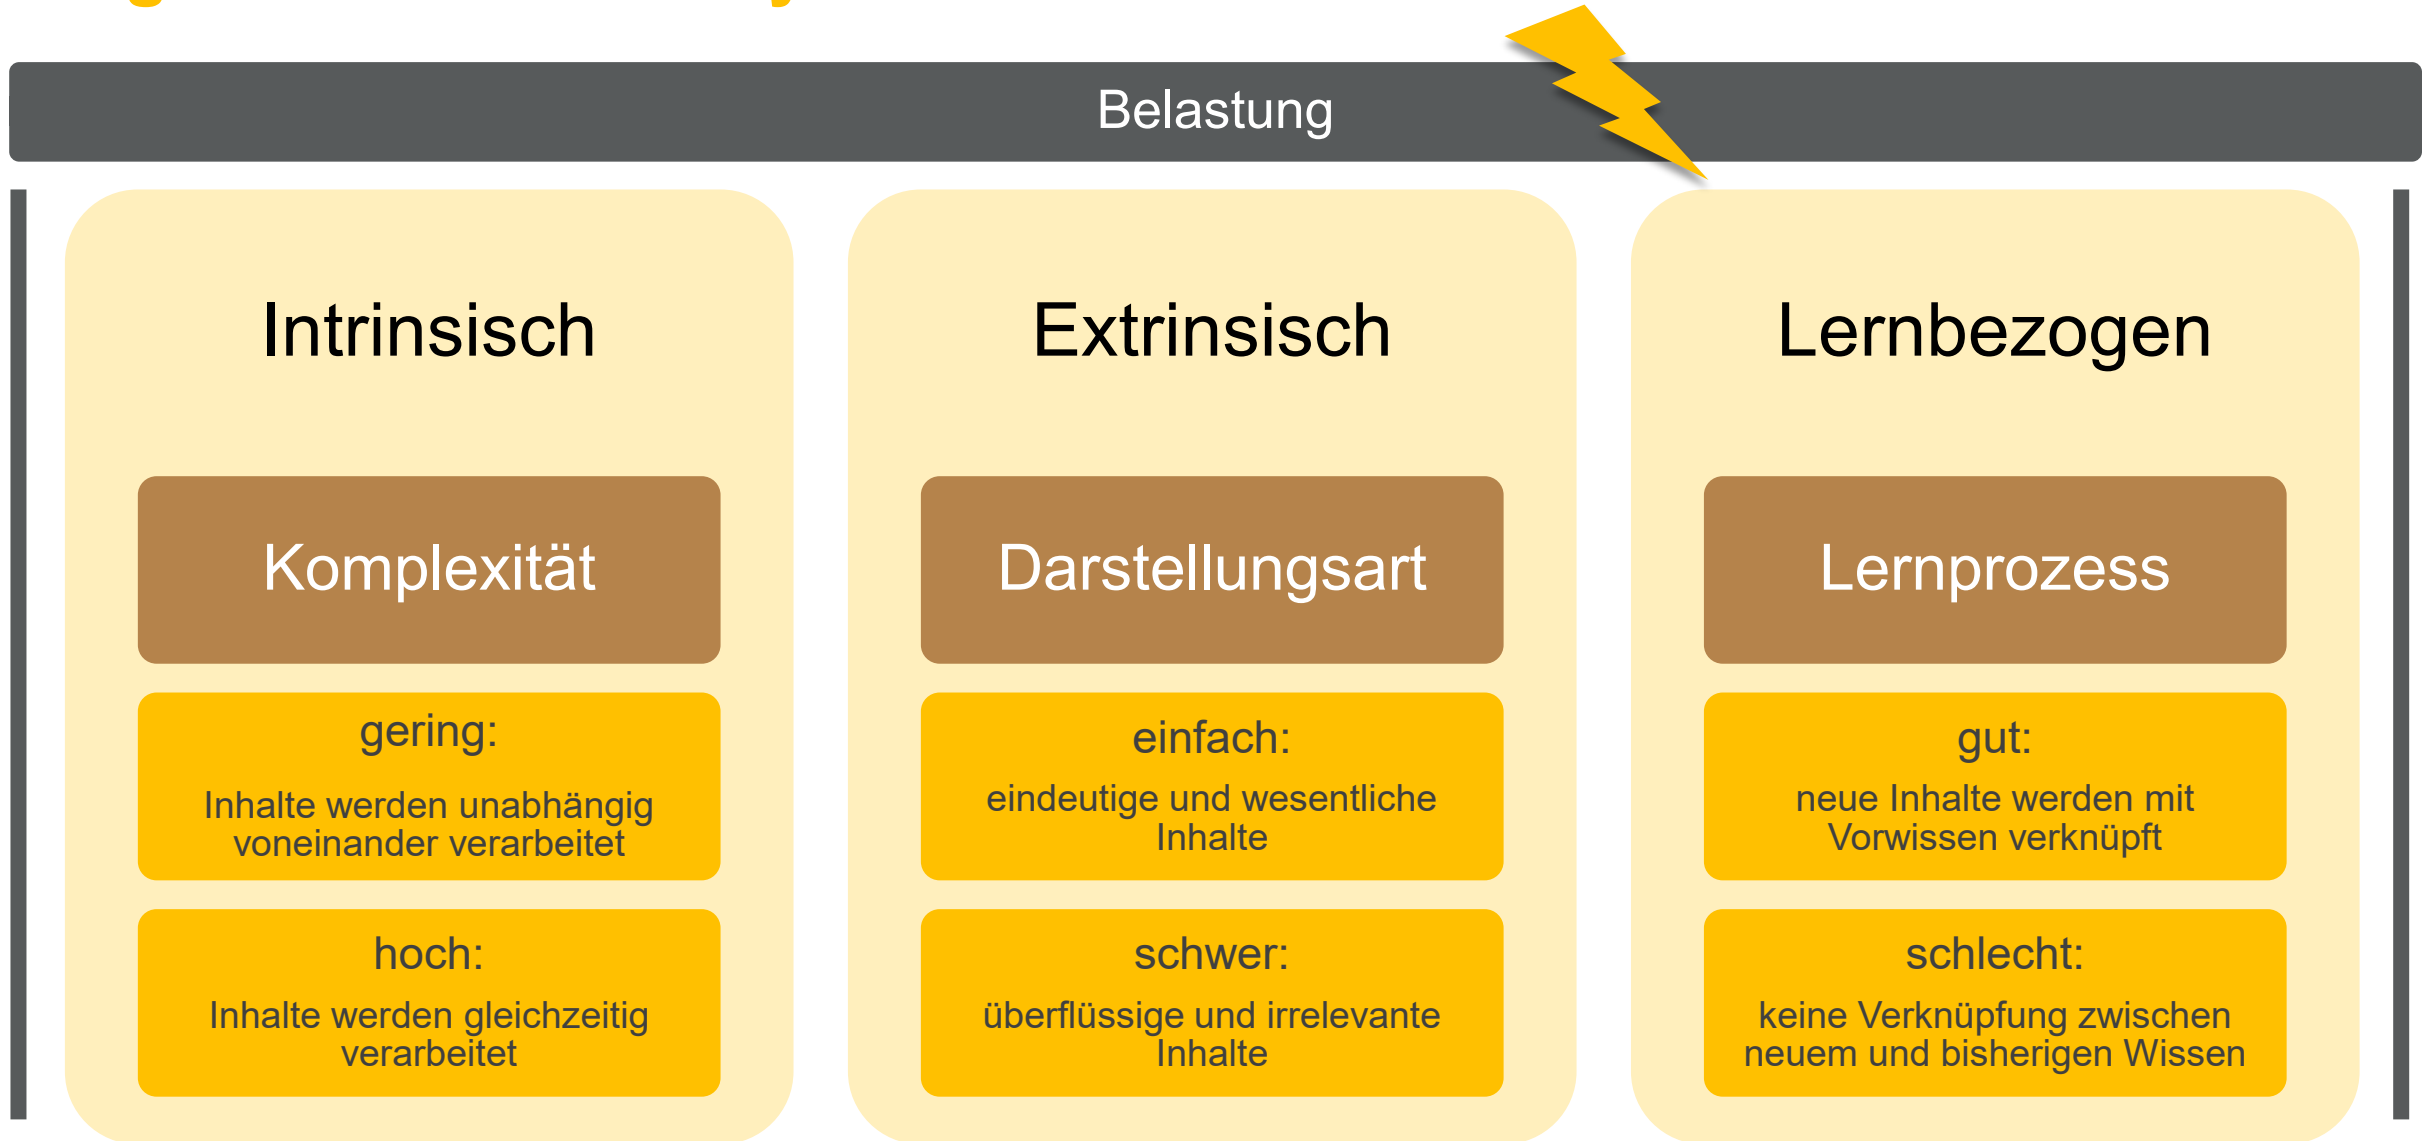 Belastung
Intrinsisch
Komplexität
gering:
Inhalte werden unabhängig
voneinander verarbeitet
hoch:
Inhalte werden gleichzeitig
verarbeitet
Extrinsisch
Darstellungsart
einfach:
eindeutige und wesentliche
Inhalte
schwer:
überflüssige und irrelevante
Inhalte
Lernbezogen
Lernprozess
gut:
neue Inhalte werden mit
Vorwissen verknüpft
schlecht:
keine Verknüpfung zwischen
neuem und bisherigen Wissen